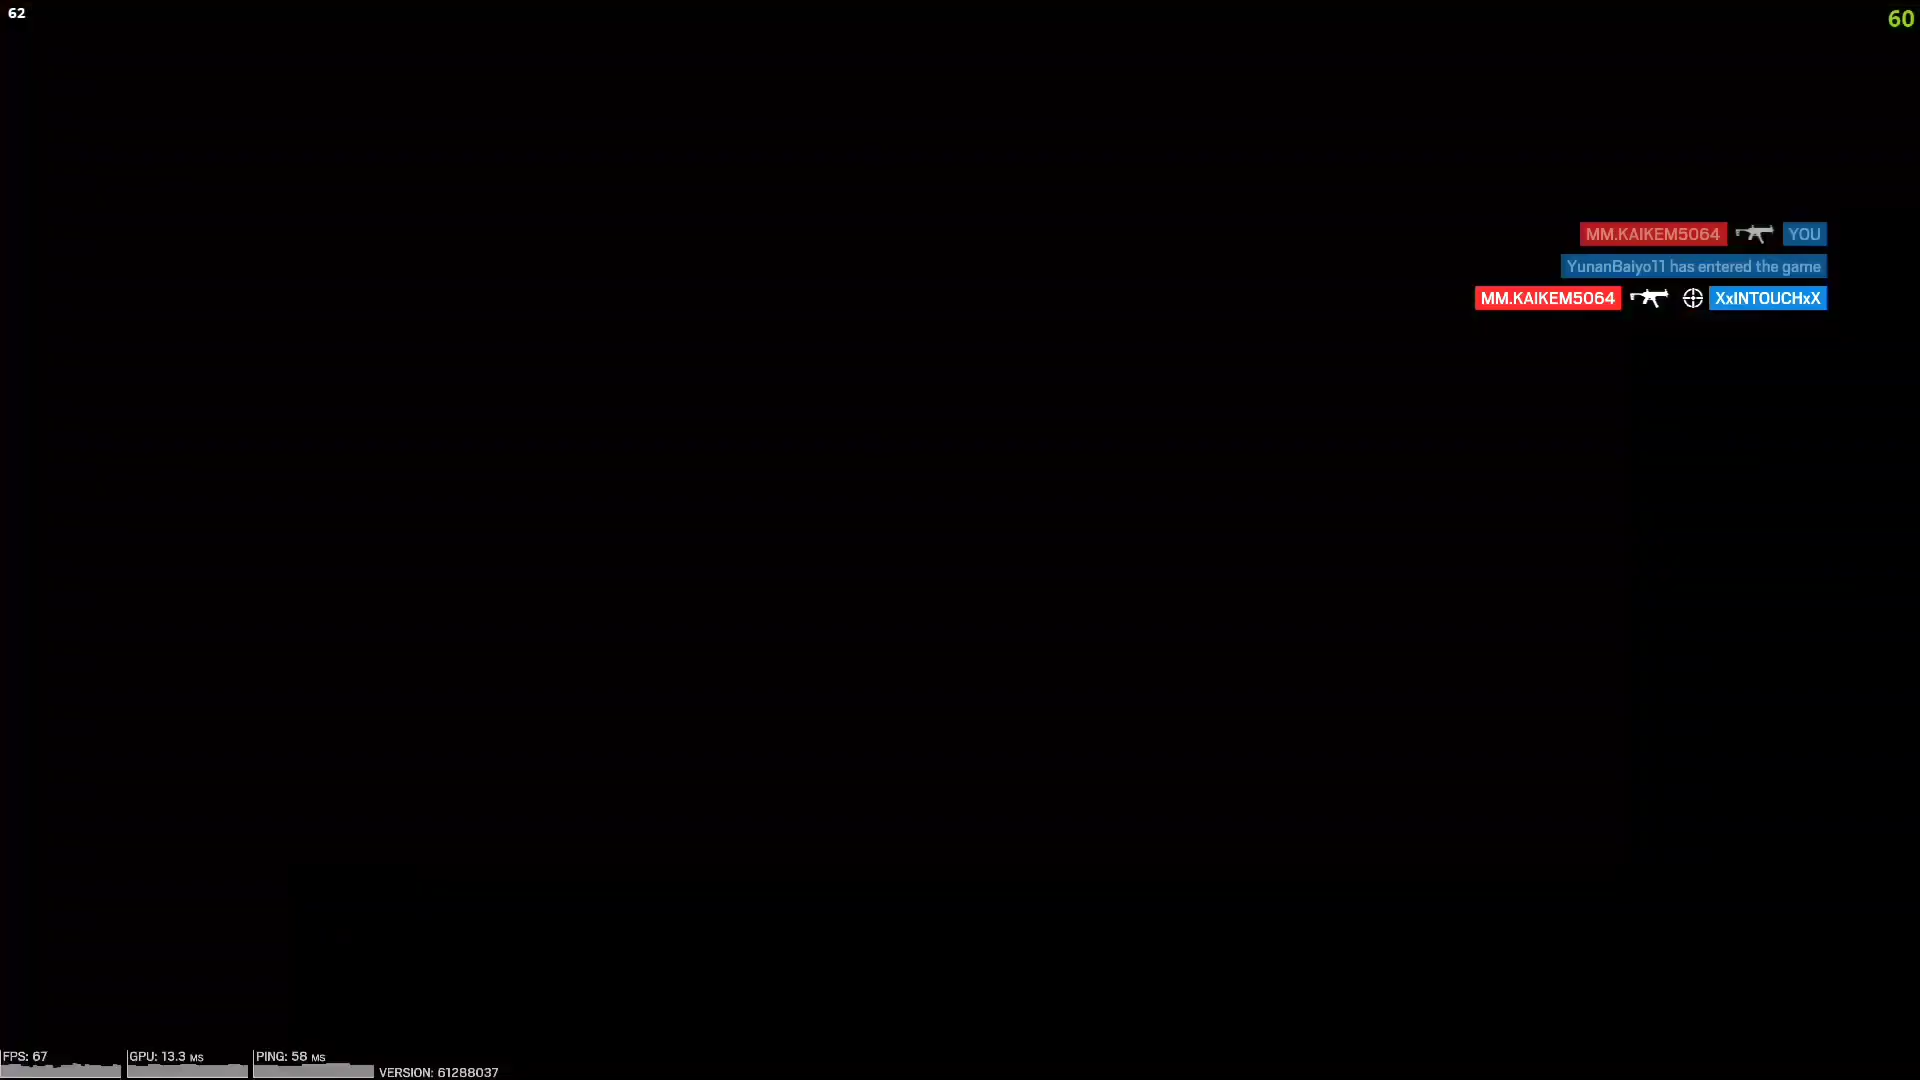 62
60
MM.KAIKEM5064 YOU
YunanBaiyo11 has entered the game
MM.KAIKEM5064 XxINTOUCHxX
FPS: 67 GPU: 13.3 MS PING: 58 MS
VERSION: 61288037